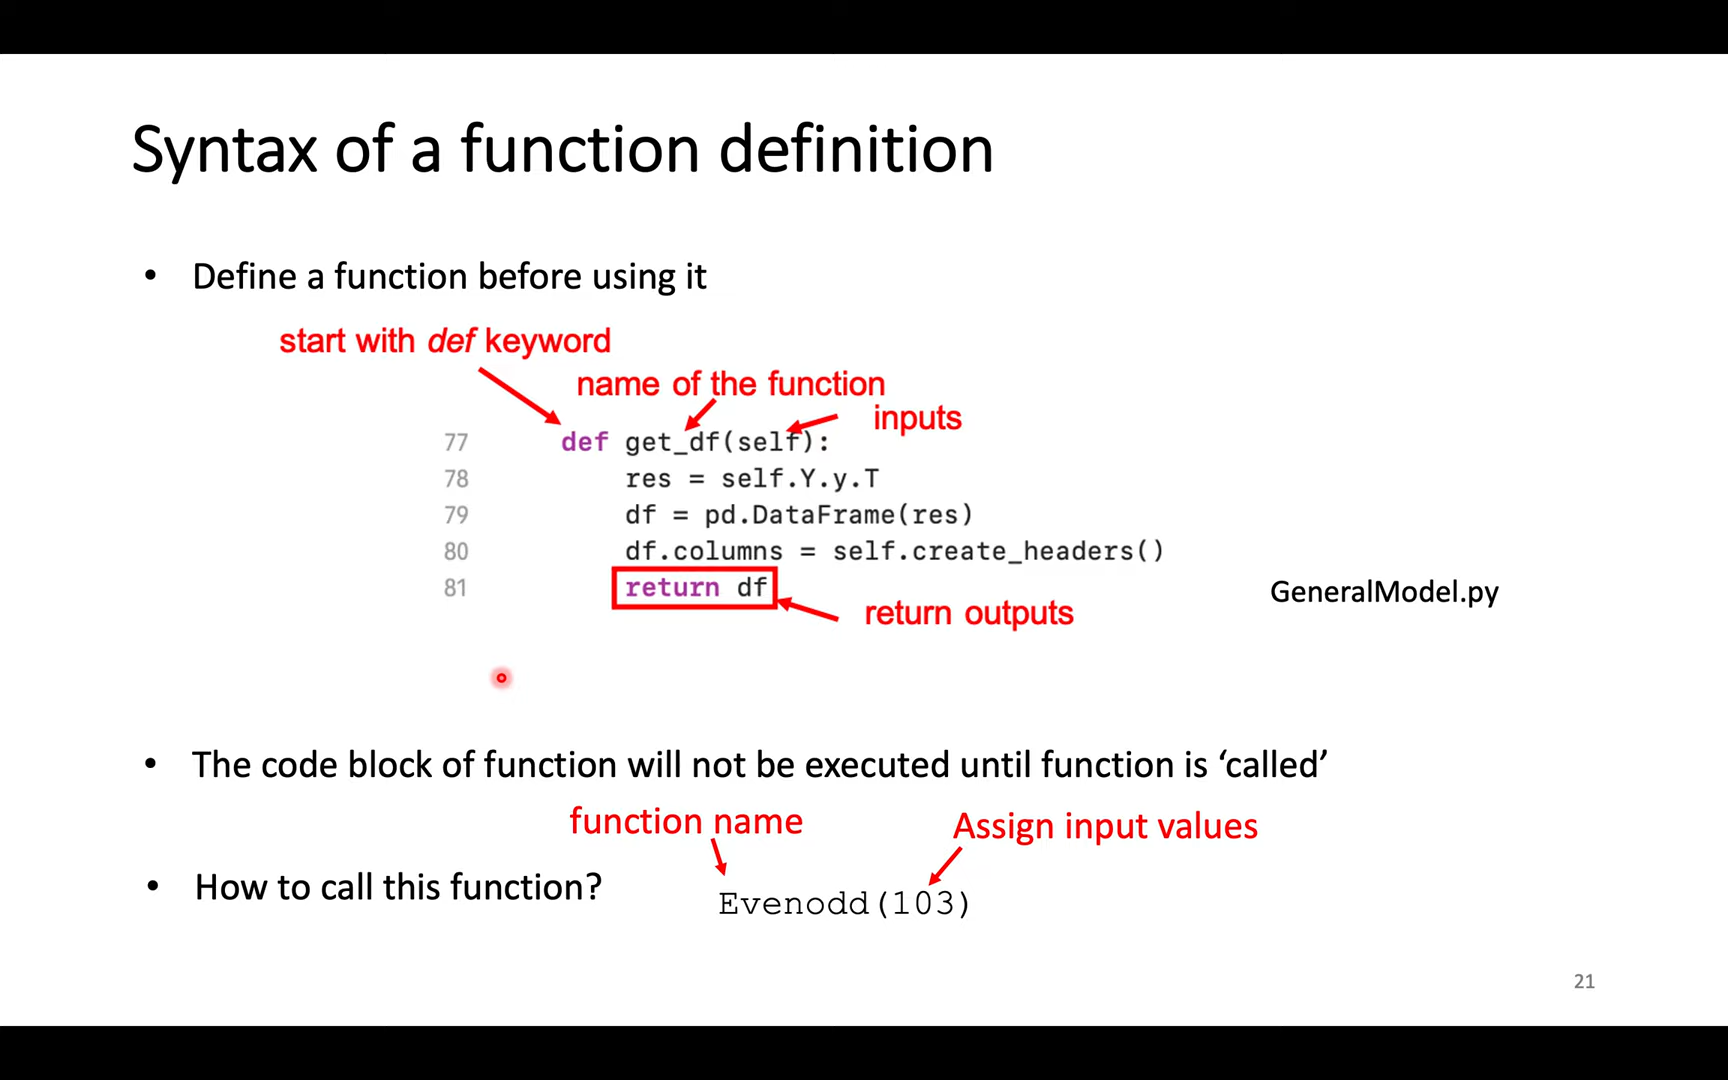 Syntax of a function definition
• Define a function before using it
start with def keyword
name of the function
inputs
77 def get_df(self):
78 res = self.Y.y.T
79 df = pd.DataFrame(res)
80 df.columns = self.create_headers()
81 return df
GeneralModel.py
return outputs
• The code block of function will not be executed until function is ‘called’
function name
Assign input values
• How to call this function?
Evenodd(103)
21